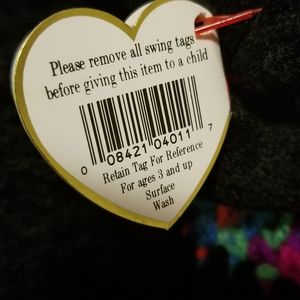 Please remove all swing tags
before giving this item to a child
0 08421 04011 7
Retain Tag For Reference
For ages 3 and up
Surface
Wash